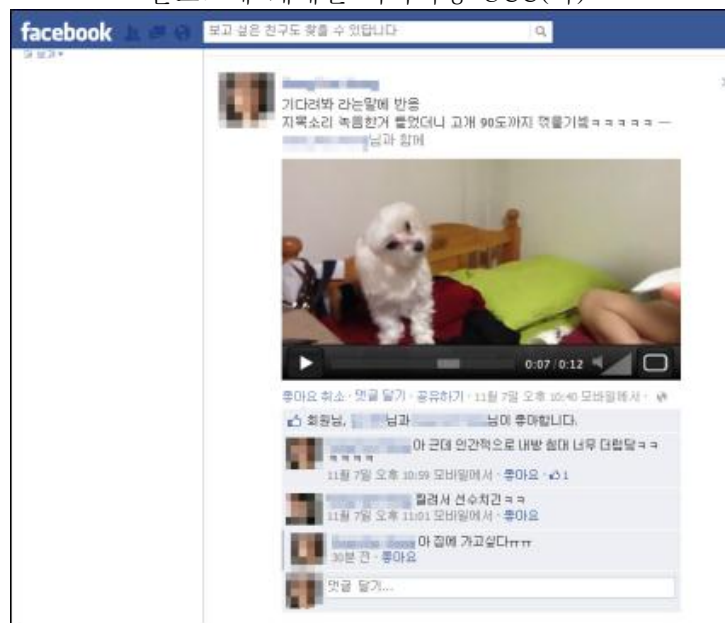 facebook
보고 싶은 친구도 찾을 수 있답니다
기다려봐 라는말에 반응
지목소리 녹음한거 틀었더니 고개 90도까지 꺾을기셐ㅋㅋㅋㅋㅋ —
님과 함께
0:07/0:12
좋아요 취소 · 댓글 달기 · 공유하기 · 11월 7일 오후 10:40 모바일에서 ·
회원님, 님과 님이 좋아합니다.
아 근데 인간적으로 내방 침대 너무 더럽닼ㅋㅋ
ㅋㅋㅋㅋ
11월 7일 오후 10:59 모바일에서 · 좋아요 · 1
찔려서 선수치긴ㅋㅋ
11월 7일 오후 11:01 모바일에서 · 좋아요
아 집에 가고싶다ㅠㅠ
30분 전 · 좋아요
댓글 달기...